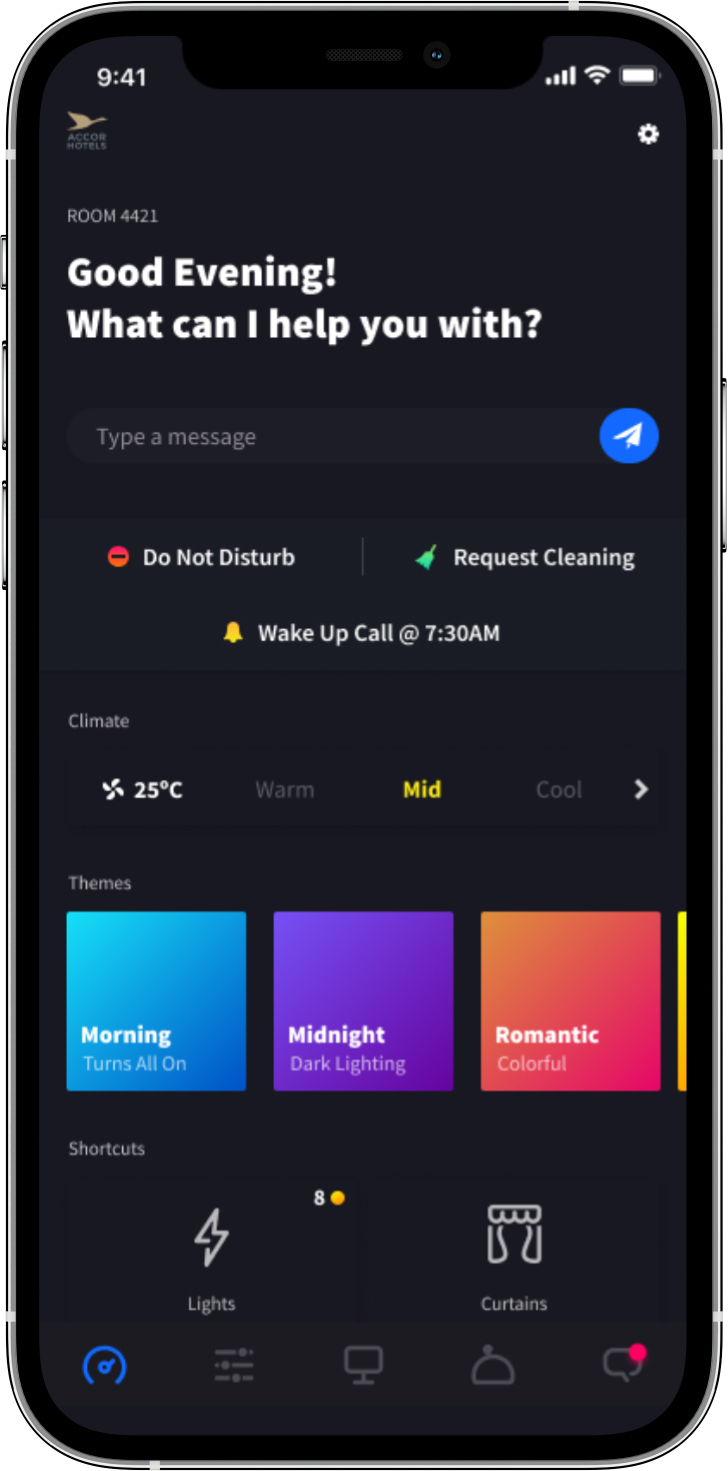 9:41
ACCOR
HOTELS
ROOM 4421
Good Evening!
What can I help you with?
Type a message
Do Not Disturb
Request Cleaning
Wake Up Call @ 7:30AM
Climate
25ºC Warm Mid Cool
Themes
Morning
Turns All On
Midnight
Dark Lighting
Romantic
Colorful
Shortcuts
8
Lights
Curtains